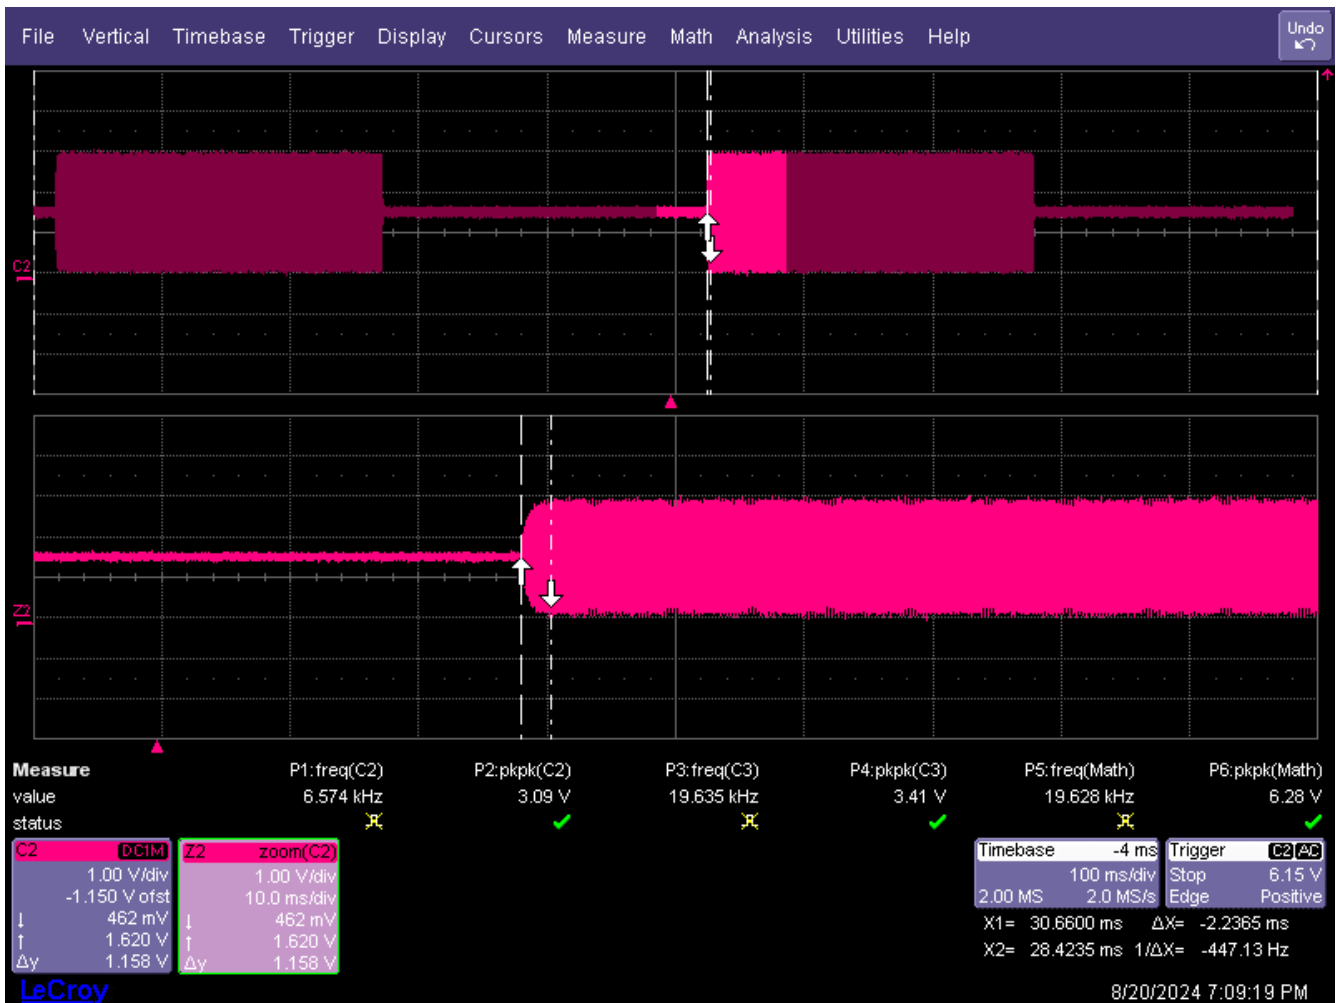 File Vertical Timebase Trigger Display Cursors Measure Math Analysis Utilities Help Undo
C2
Z2
Measure P1:freq(C2) P2:pkpk(C2) P3:freq(C3) P4:pkpk(C3) P5:freq(Math) P6:pkpk(Math)
value 6.574 kHz 3.09 V 19.635 kHz 3.41 V 19.628 kHz 6.28 V
status
C2 DC1M
1.00 V/div
-1.150 V ofst
↓ 462 mV
↑ 1.620 V
Δy 1.158 V
Z2 zoom(C2)
1.00 V/div
10.0 ms/div
↓ 462 mV
↑ 1.620 V
Δy 1.158 V
Timebase -4 ms
100 ms/div
2.00 MS 2.0 MS/s
Trigger C2 AC
Stop 6.15 V
Edge Positive
X1= 30.6600 ms ΔX= -2.2365 ms
X2= 28.4235 ms 1/ΔX= -447.13 Hz
LeCroy
8/20/2024 7:09:19 PM